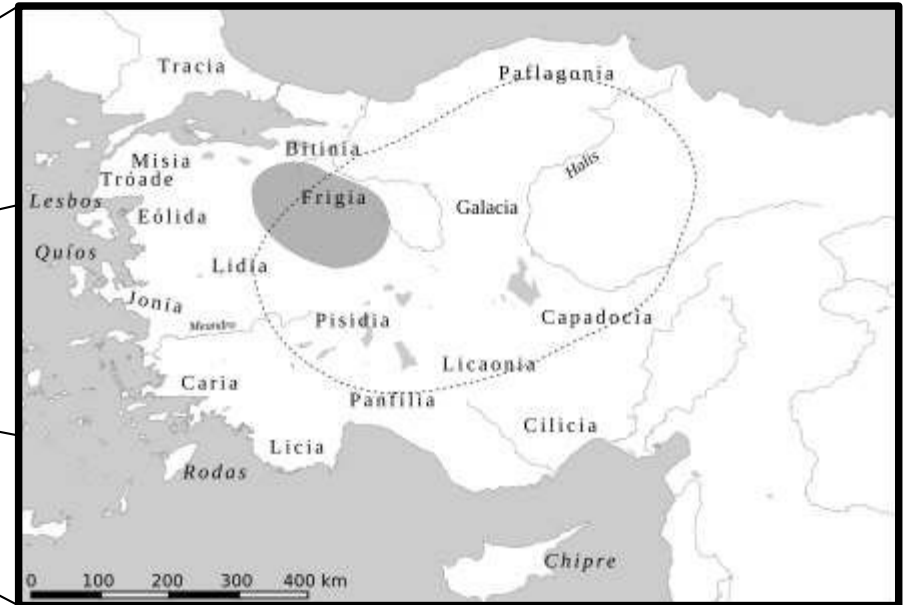 Tracia
Paflagonia
Bitinia
Misia
Tróade
Halis
Frigia
Lesbos
Eólida
Galacia
Quíos
Lidia
Jonia
Meandro
Pisidia
Capadocia
Licaonia
Caria
Panfilia
Cilicia
Licia
Rodas
Chipre
0 100 200 300 400 km